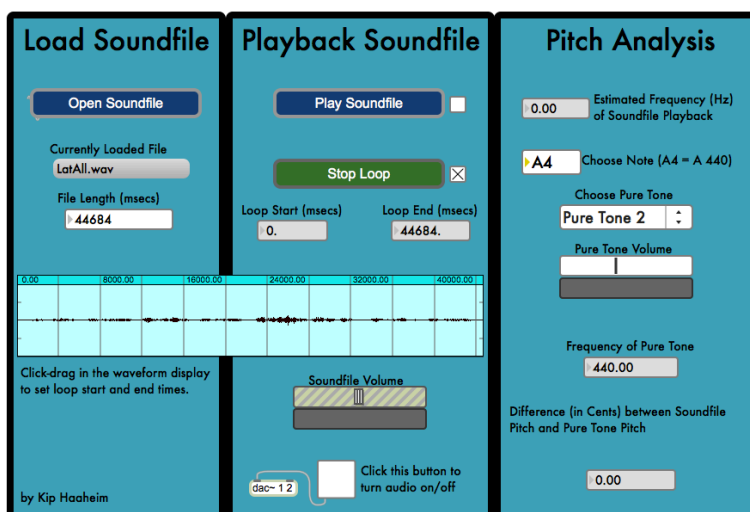 Load Soundfile
Open Soundfile
Currently Loaded File
LatAll.wav
File Length (msecs)
44684
Playback Soundfile
Play Soundfile
Stop Loop
Loop Start (msecs)
Loop End (msecs)
0.
44684.
0.00 8000.00 16000.00 24000.00 32000.00 40000.00
Click-drag in the waveform display
to set loop start and end times.
by Kip Haaheim
Soundfile Volume
dac~ 1 2
Click this button to
turn audio on/off
Pitch Analysis
0.00
Estimated Frequency (Hz)
of Soundfile Playback
A4
Choose Note (A4 = A 440)
Choose Pure Tone
Pure Tone 2
Pure Tone Volume
Frequency of Pure Tone
440.00
Difference (in Cents) between Soundfile
Pitch and Pure Tone Pitch
0.00